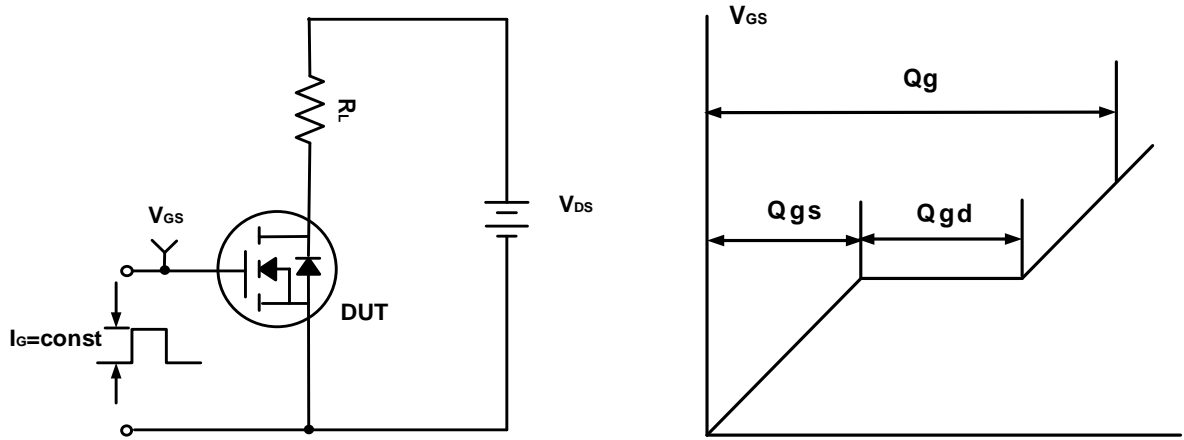 RL
VGS
VDS
DUT
IG=const
VGS
Qg
Qgs
Qgd